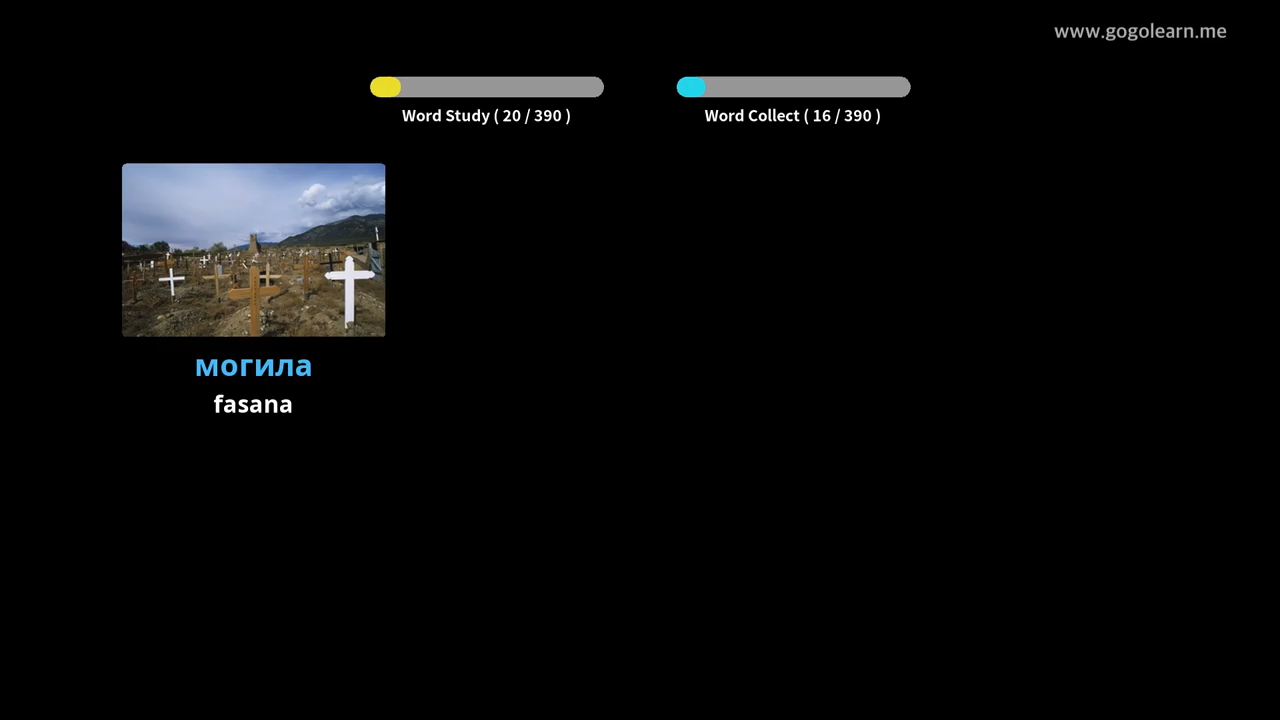 www.gogolearn.me
Word Study ( 20 / 390 )
Word Collect ( 16 / 390 )
могила
fasana